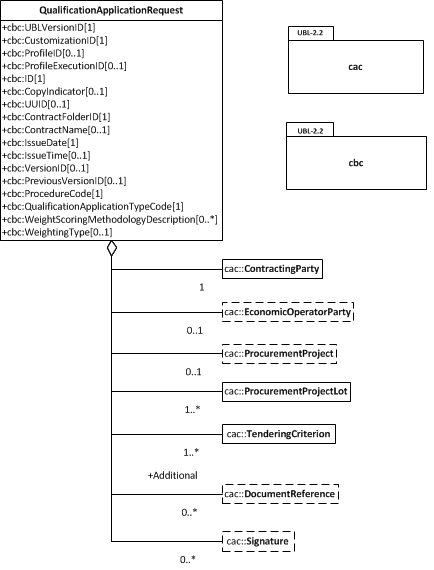 QualificationApplicationRequest
+cbc:UBLVersionID[1]
+cbc:CustomizationID[1]
+cbc:ProfileID[0..1]
+cbc:ProfileExecutionID[0..1]
+cbc:ID[1]
+cbc:CopyIndicator[0..1]
+cbc:UUID[0..1]
+cbc:ContractFolderID[1]
+cbc:ContractName[0..1]
+cbc:IssueDate[1]
+cbc:IssueTime[0..1]
+cbc:VersionID[0..1]
+cbc:PreviousVersionID[0..1]
+cbc:ProcedureCode[1]
+cbc:QualificationApplicationTypeCode[1]
+cbc:WeightScoringMethodologyDescription[0..*]
+cbc:WeightingType[0..1]
UBL-2.2
cac
UBL-2.2
cbc
cac::ContractingParty
1
cac::EconomicOperatorParty
0..1
cac::ProcurementProject
0..1
cac::ProcurementProjectLot
1..*
cac::TenderingCriterion
1..*
+Additional
cac::DocumentReference
0..*
cac::Signature
0..*